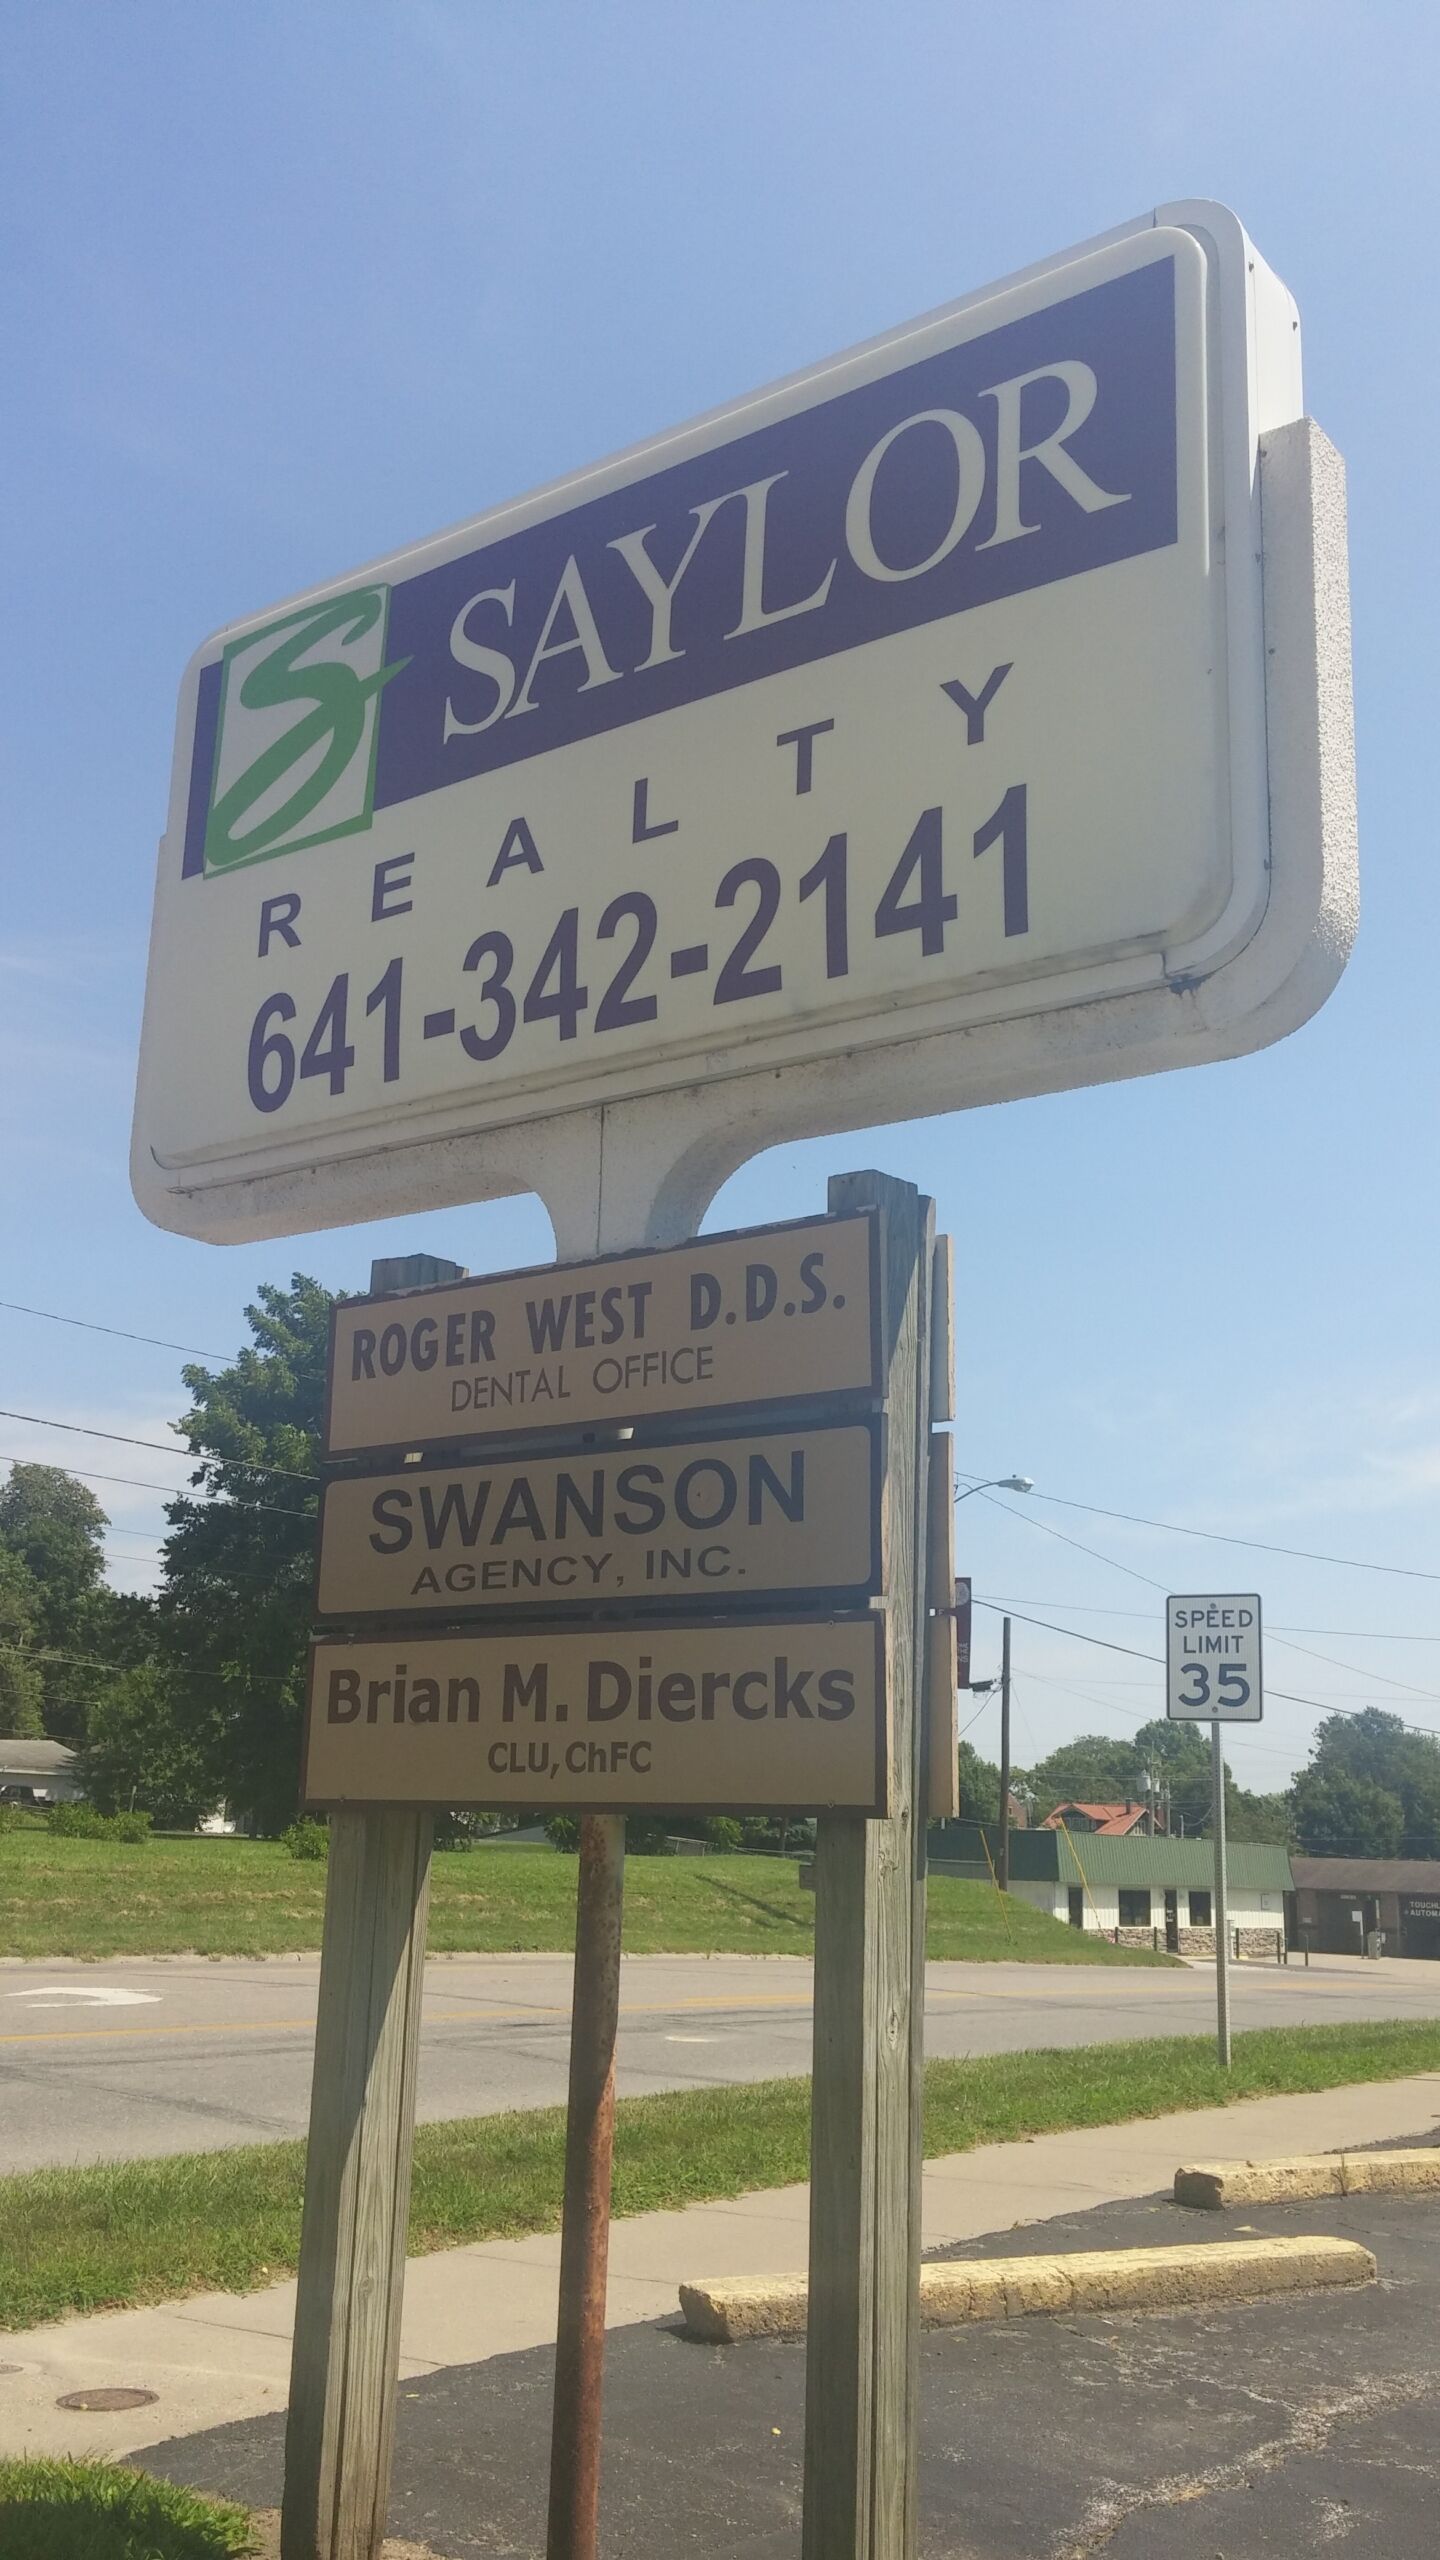 S SAYLOR
REALTY
641-342-2141
ROGER WEST D.D.S.
DENTAL OFFICE
SWANSON
AGENCY, INC.
Brian M. Diercks
CLU, ChFC
SPEED
LIMIT
35